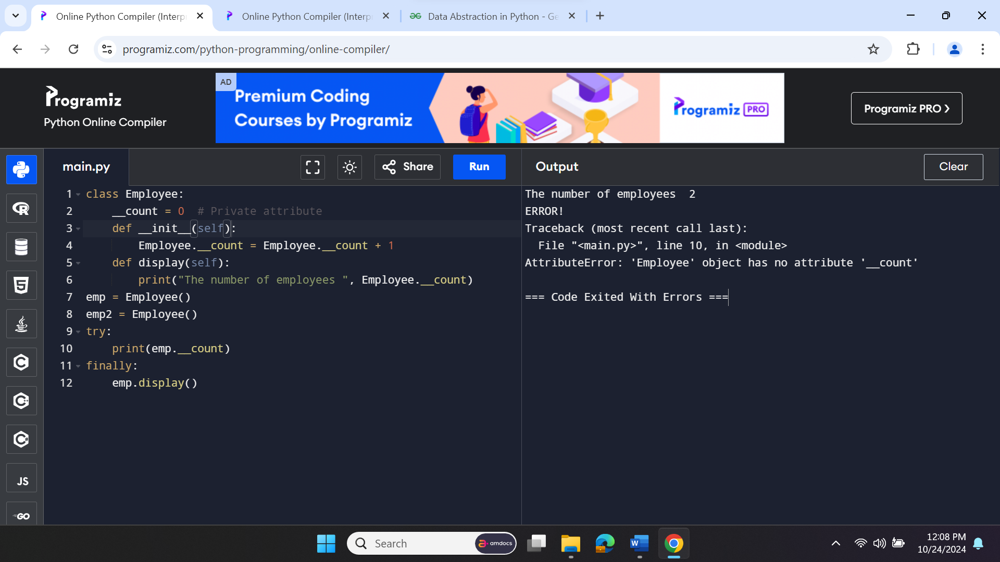 Online Python Compiler (Interp
Online Python Compiler (Interp
Data Abstraction in Python - Ge
programiz.com/python-programming/online-compiler/
Programiz
Python Online Compiler
AD
Premium Coding
Courses by Programiz
Programiz PRO
Programiz PRO ❯
main.py
Share
Run
Output
Clear
1 class Employee:
2     __count = 0  # Private attribute
3     def __init__(self):
4         Employee.__count = Employee.__count + 1
5     def display(self):
6         print("The number of employees ", Employee.__count)
7 emp = Employee()
8 emp2 = Employee()
9 try:
10     print(emp.__count)
11 finally:
12     emp.display()
The number of employees  2
ERROR!
Traceback (most recent call last):
  File "<main.py>", line 10, in <module>
AttributeError: 'Employee' object has no attribute '__count'
=== Code Exited With Errors ===
R
5
C
C++
C#
JS
GO
Search
amdocs
W
12:08 PM
10/24/2024